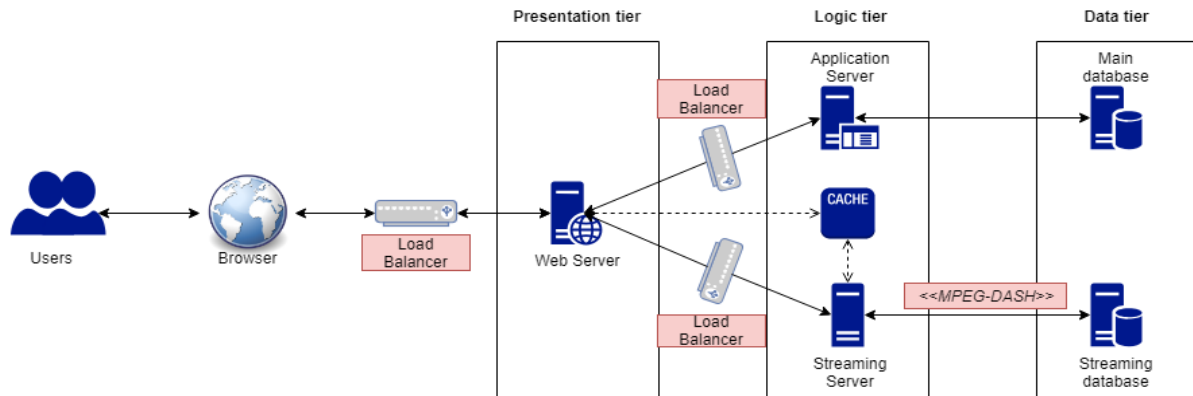 Presentation tier
Logic tier
Data tier
Application
Server
Main
database
Load
Balancer
CACHE
Users
Browser
Load
Balancer
Web Server
<<MPEG-DASH>>
Load
Balancer
Streaming
Server
Streaming
database